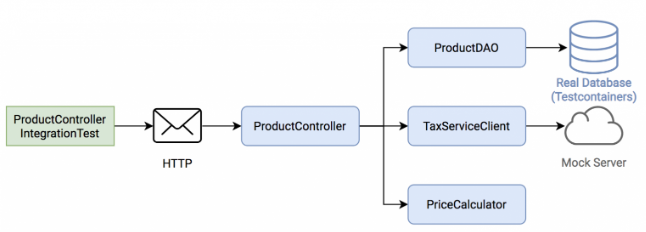 ProductDAO
Real Database
(Testcontainers)
ProductController
IntegrationTest
HTTP
ProductController
TaxServiceClient
Mock Server
PriceCalculator